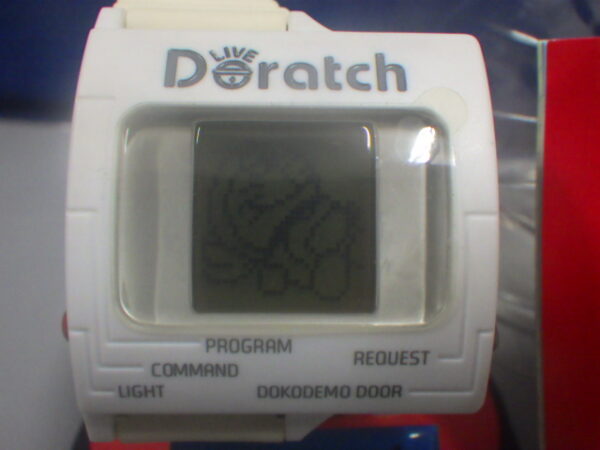 LIVE
Doratch
PROGRAM
COMMAND
REQUEST
LIGHT
DOKODEMO DOOR